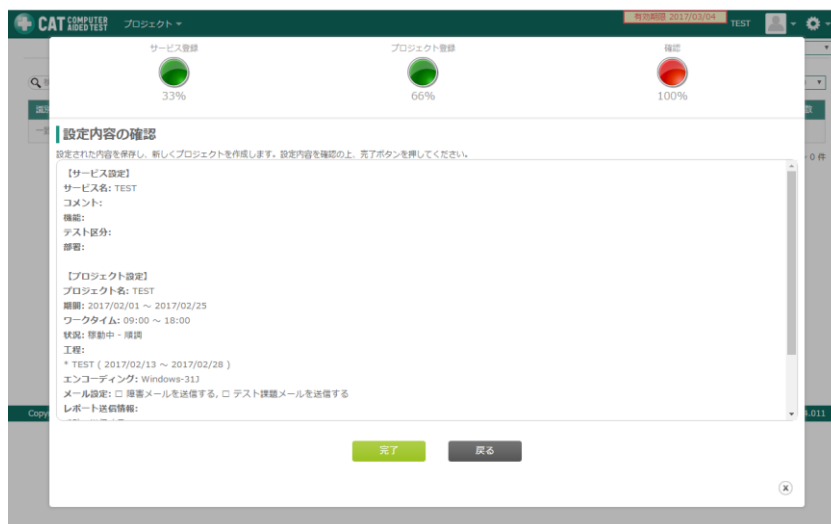 CAT COMPUTER AIDED TEST プロジェクト
有効期限 2017/03/04 TEST
サービス登録 プロジェクト登録 確認
33% 66% 100%
設定内容の確認
設定された内容を保存し、新しくプロジェクトを作成します。設定内容を確認の上、完了ボタンを押してください。
0 件
【サービス設定】
サービス名: TEST
コメント:
機能:
テスト区分:
部署:
【プロジェクト設定】
プロジェクト名: TEST
期間: 2017/02/01 ~ 2017/02/25
ワークタイム: 09:00 ~ 18:00
状況: 稼動中 - 順調
工程:
* TEST ( 2017/02/13 ~ 2017/02/28 )
エンコーディング: Windows-31J
メール設定: □ 障害メールを送信する, □ テスト課題メールを送信する
レポート送信情報:
Copy 4.011
完了 戻る